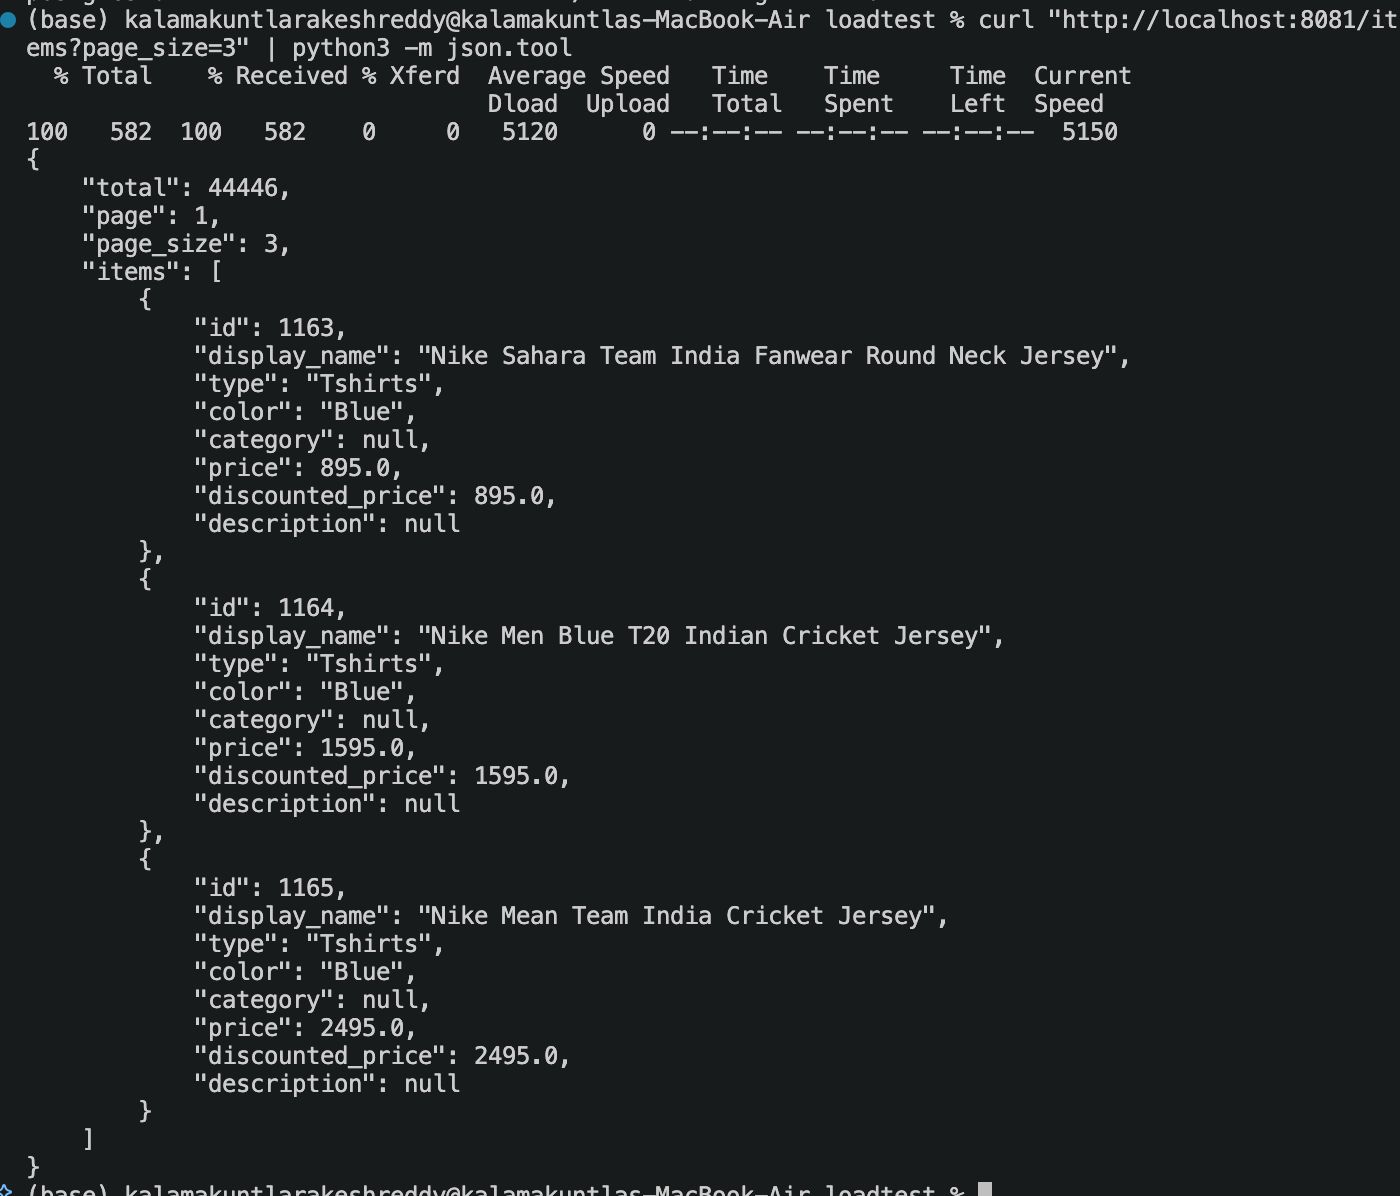 (base) kalamakuntlarakeshreddy@kalamakuntlas-MacBook-Air loadtest % curl "http://localhost:8081/it
ems?page_size=3" | python3 -m json.tool
  % Total    % Received % Xferd  Average Speed   Time    Time     Time  Current
                                 Dload  Upload   Total   Spent    Left  Speed
100   582  100   582    0     0   5120      0 --:--:-- --:--:-- --:--:--  5150
{
    "total": 44446,
    "page": 1,
    "page_size": 3,
    "items": [
        {
            "id": 1163,
            "display_name": "Nike Sahara Team India Fanwear Round Neck Jersey",
            "type": "Tshirts",
            "color": "Blue",
            "category": null,
            "price": 895.0,
            "discounted_price": 895.0,
            "description": null
        },
        {
            "id": 1164,
            "display_name": "Nike Men Blue T20 Indian Cricket Jersey",
            "type": "Tshirts",
            "color": "Blue",
            "category": null,
            "price": 1595.0,
            "discounted_price": 1595.0,
            "description": null
        },
        {
            "id": 1165,
            "display_name": "Nike Mean Team India Cricket Jersey",
            "type": "Tshirts",
            "color": "Blue",
            "category": null,
            "price": 2495.0,
            "discounted_price": 2495.0,
            "description": null
        }
    ]
}
(base) kalamakuntlarakeshreddy@kalamakuntlas-MacBook-Air loadtest %